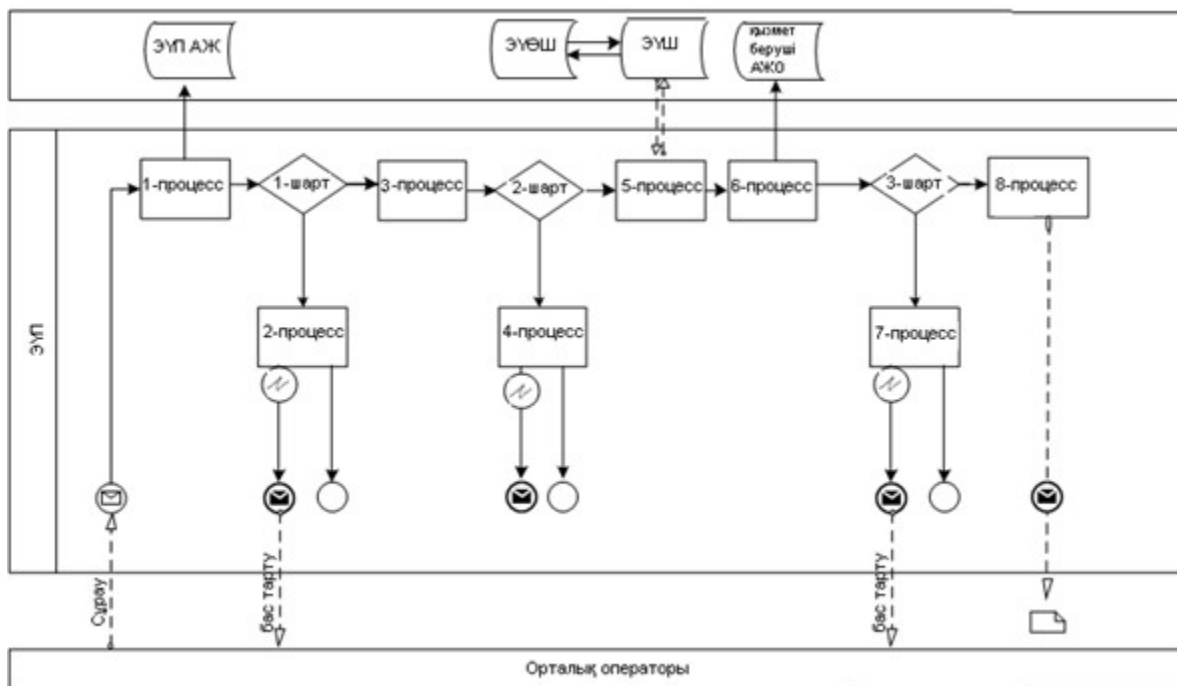 ЭҮП АЖ
ЭҮӨШ
ЭҮШ
қызмет
беруші
АЖО
1-процесс
1-шарт
3-процесс
2-шарт
5-процесс
6-процесс
3-шарт
8-процесс
2-процесс
4-процесс
7-процесс
ЭҮП
Сұрау
бас тарту
бас тарту
Орталық операторы